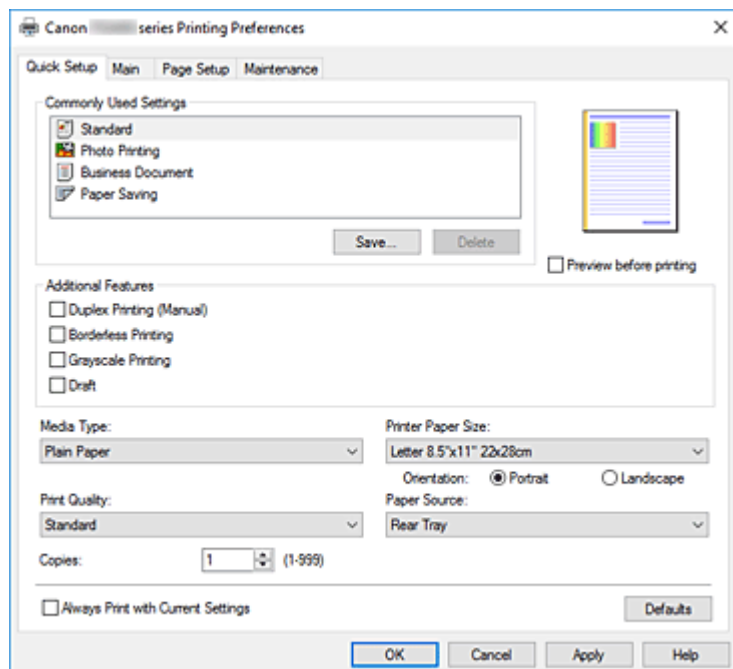 Canon series Printing Preferences
Quick Setup Main Page Setup Maintenance
Commonly Used Settings
Standard
Photo Printing
Business Document
Paper Saving
Save... Delete
Preview before printing
Additional Features
Duplex Printing (Manual)
Borderless Printing
Grayscale Printing
Draft
Media Type: Printer Paper Size:
Plain Paper Letter 8.5"x11" 22x28cm
Orientation: Portrait Landscape
Print Quality: Paper Source:
Standard Rear Tray
Copies: 1 (1-999)
Always Print with Current Settings Defaults
OK Cancel Apply Help